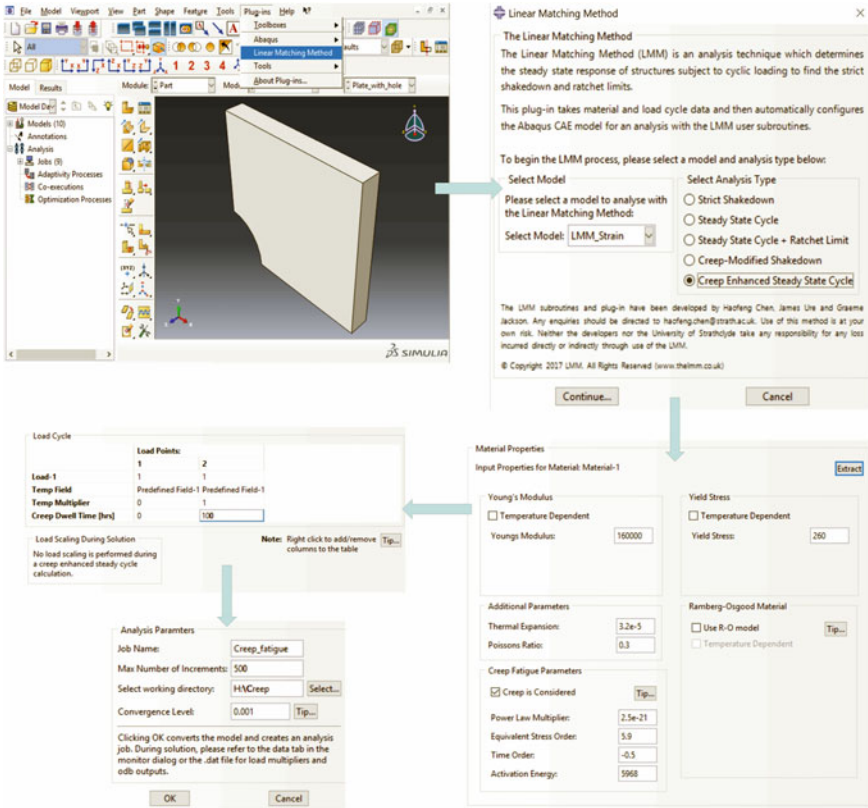 File Model Viewport View Part Shape Feature Tools Plug-ins Help
Toolboxes
Abaqus
Linear Matching Method
Tools
About Plug-ins...
All
aults
1 2 3 4
Model Results
Module: Part
Mod
Plate_with_hole
Model Da
Models (10)
Annotations
Analysis
Jobs (9)
Adaptivity Processes
Co-executions
Optimization Processes
(XYZ)
SIMULIA
Linear Matching Method
The Linear Matching Method
The Linear Matching Method (LMM) is an analysis technique which determines
the steady state response of structures subject to cyclic loading to find the strict
shakedown and ratchet limits.
This plug-in takes material and load cycle data and then automatically configures
the Abaqus CAE model for an analysis with the LMM user subroutines.
To begin the LMM process, please select a model and analysis type below:
Select Model
Please select a model to analyse with
the Linear Matching Method:
Select Model: LMM_Strain
Select Analysis Type
Strict Shakedown
Steady State Cycle
Steady State Cycle + Ratchet Limit
Creep-Modified Shakedown
Creep Enhanced Steady State Cycle
The LMM subroutines and plug-in have been developed by Haofeng Chen, James Ure and Graeme
Jackson. Any enquiries should be directed to haofeng.chen@strath.ac.uk. Use of this method is at your
own risk. Neither the developers nor the University of Strathclyde take any responsibility for any loss
incurred directly or indirectly through use of the LMM.
© Copyright 2017 LMM. All Rights Reserved (www.thelmm.co.uk)
Continue... Cancel
Load Cycle
Load Points:
1 2
Load-1 1 1
Temp Field Predefined Field-1 Predefined Field-1
Temp Multiplier 0 1
Creep Dwell Time [hrs] 0 100
Load Scaling During Solution
No load scaling is performed during
a creep enhanced steady cycle
calculation.
Note: Right click to add/remove
columns to the table
Tip...
Material Properties
Input Properties for Material: Material-1
Extract
Young's Modulus
Temperature Dependent
Youngs Modulus: 160000
Yield Stress
Temperature Dependent
Yield Stress: 260
Additional Parameters
Thermal Expansion: 3.2e-5
Poissons Ratio: 0.3
Ramberg-Osgood Material
Use R-O model
Tip...
Temperature Dependent
Creep Fatigue Parameters
Creep is Considered
Tip...
Power Law Multiplier: 2.5e-21
Equivalent Stress Order: 5.9
Time Order: -0.5
Activation Energy: 5968
Analysis Paramters
Job Name: Creep_fatigue
Max Number of Increments: 500
Select working directory: H:\Creep Select...
Convergence Level: 0.001 Tip...
Clicking OK converts the model and creates an analysis
job. During solution, please refer to the data tab in the
monitor dialog or the .dat file for load multipliers and
odb outputs.
OK Cancel